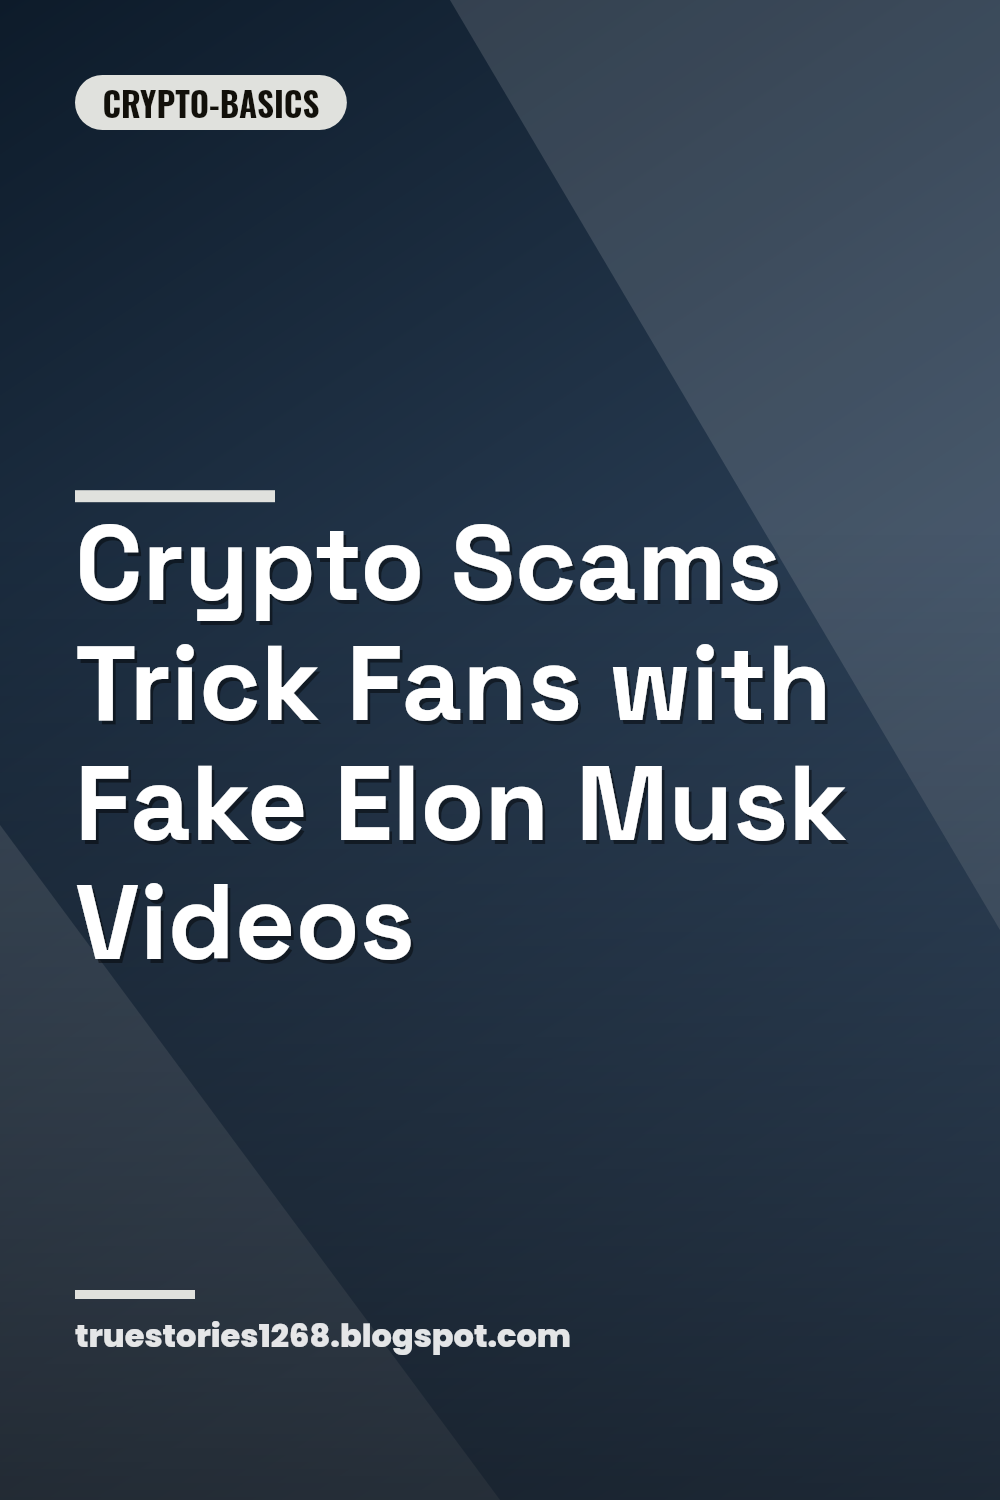 CRYPTO-BASICS
Crypto Scams
Trick Fans with
Fake Elon Musk
Videos
truestories1268.blogspot.com